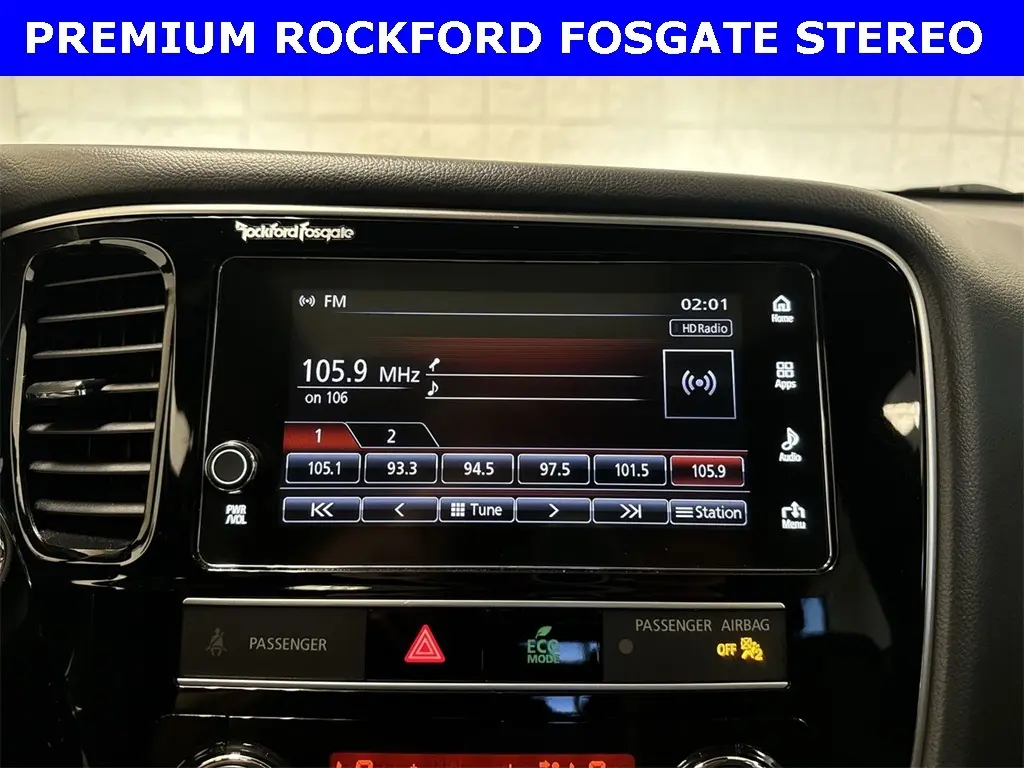 PREMIUM ROCKFORD FOSGATE STEREO
Rockford Fosgate
FM
02:01
Home
HD Radio
105.9 MHz
on 106
Apps
1 2
Audio
105.1 93.3 94.5 97.5 101.5 105.9
Tune
Station
Menu
PWR
/VOL
PASSENGER
ECO
MODE
PASSENGER AIRBAG
OFF 2